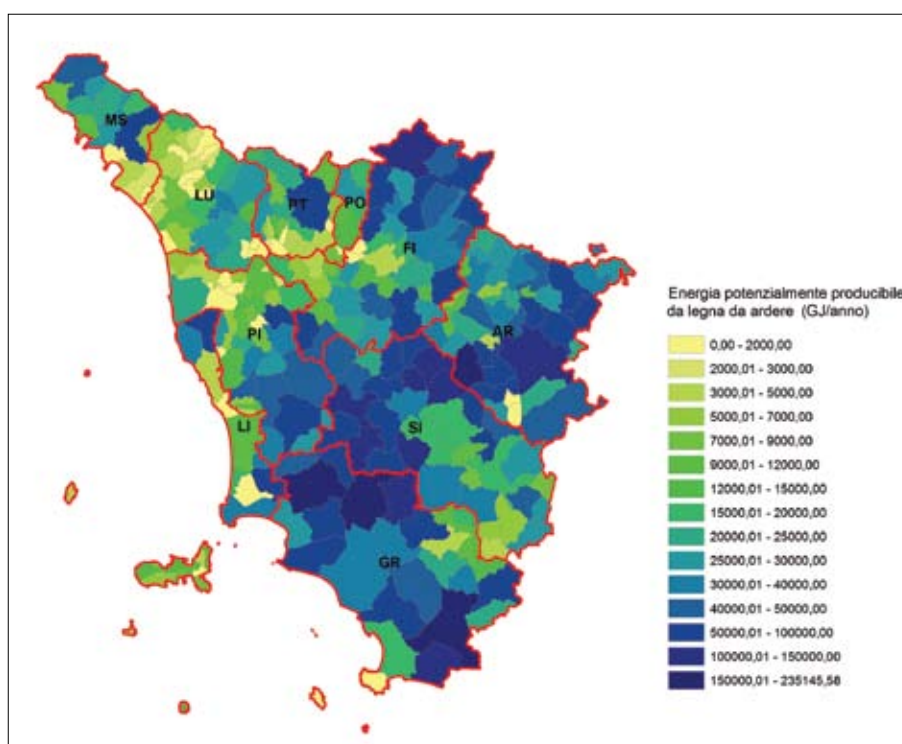 MS
LU
PT
PO
FI
PI
AR
LI
SI
GR
Energia potenzialmente producibile
da legna da ardere (GJ/anno)
0,00 - 2000,00
2000,01 - 3000,00
3000,01 - 5000,00
5000,01 - 7000,00
7000,01 - 9000,00
9000,01 - 12000,00
12000,01 - 15000,00
15000,01 - 20000,00
20000,01 - 25000,00
25000,01 - 30000,00
30000,01 - 40000,00
40000,01 - 50000,00
50000,01 - 100000,00
100000,01 - 150000,00
150000,01 - 235145,58